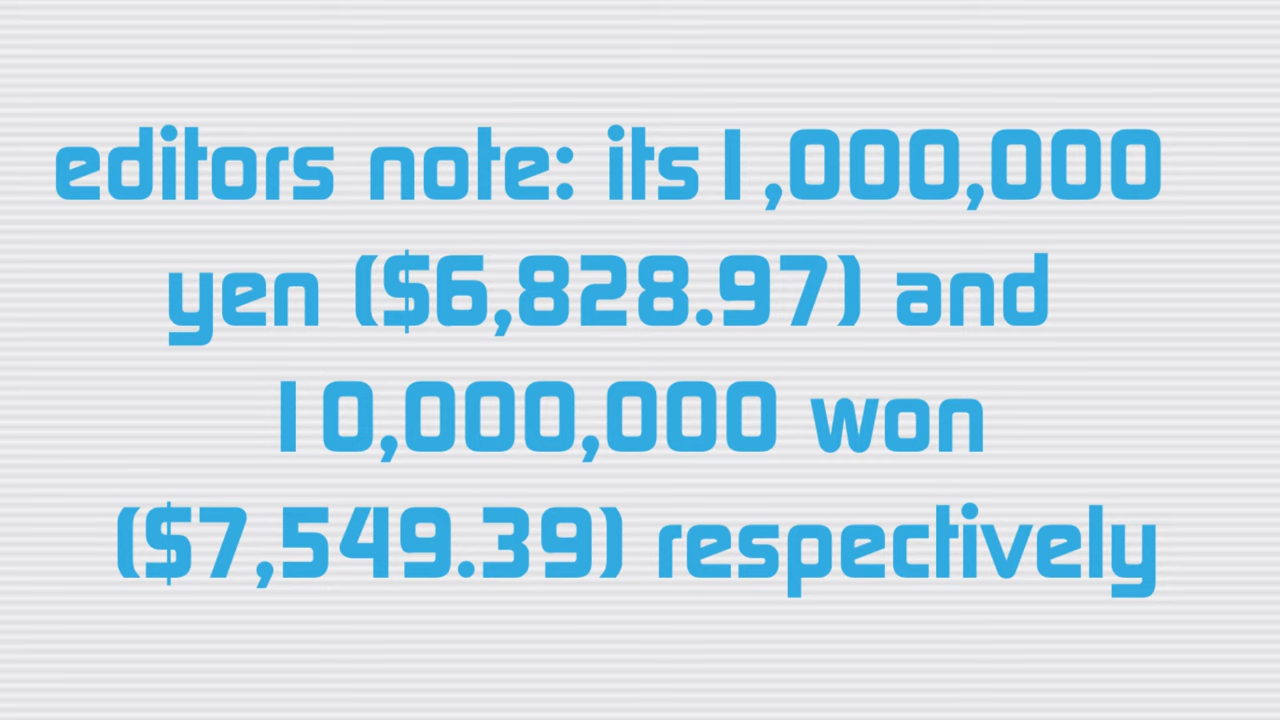 editors note: its 1,000,000
yen ($6,828.97) and
10,000,000 won
($7,549.39) respectively